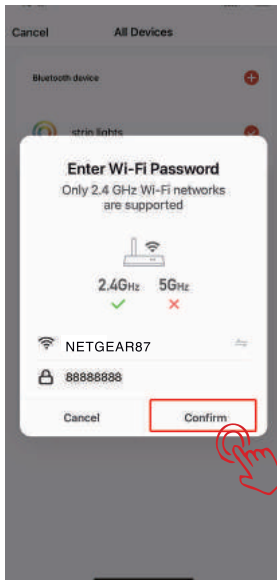 Cancel All Devices
Bluetooth device
strip lights
Enter Wi-Fi Password
Only 2.4 GHz Wi-Fi networks
are supported
2.4GHz 5GHz
NETGEAR87
88888888
Cancel Confirm